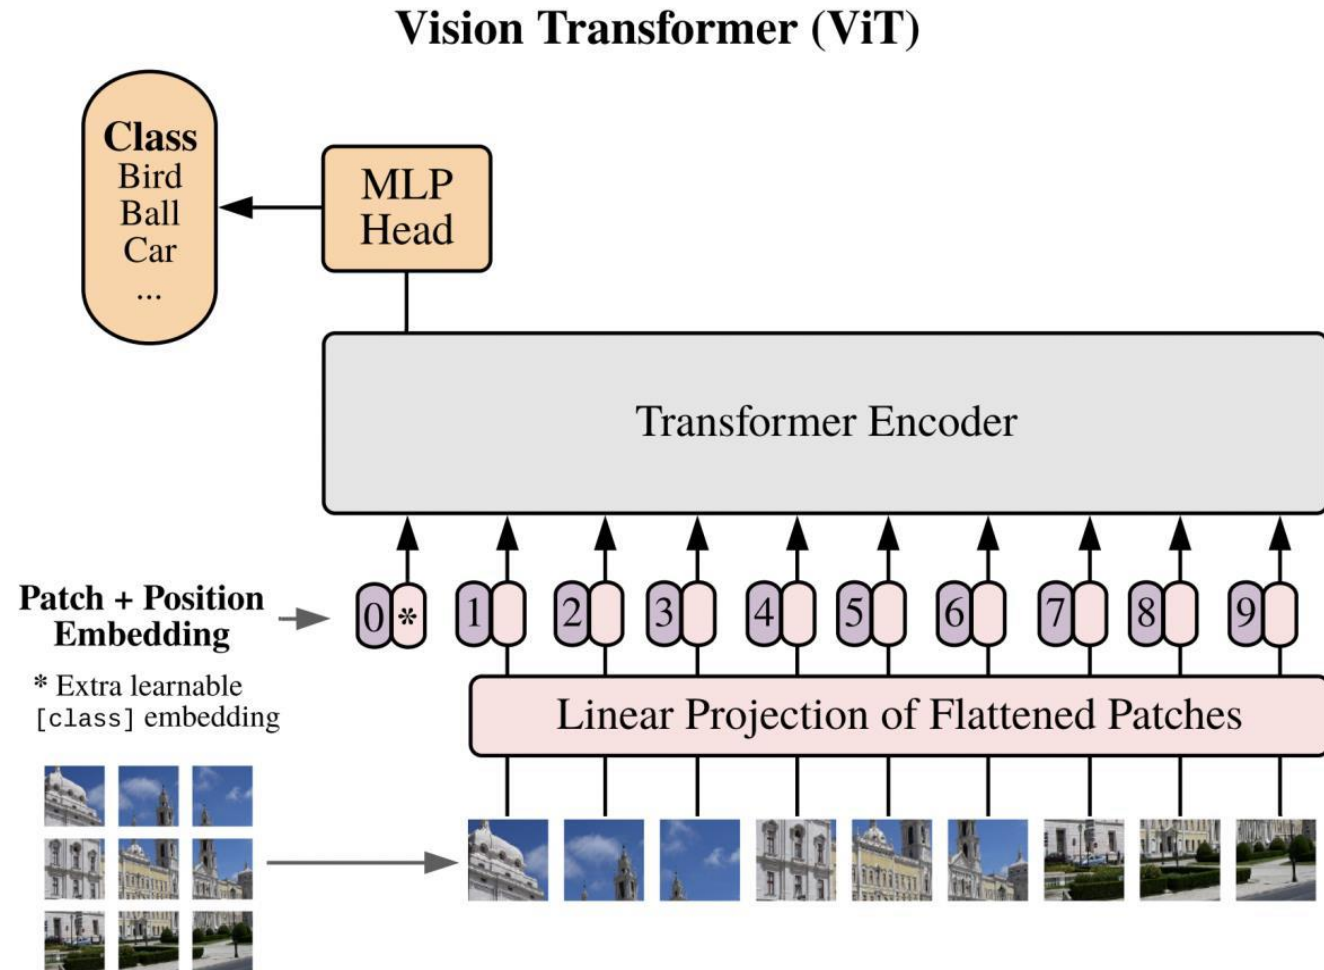 Vision Transformer (ViT)
Class
Bird
Ball
Car
...
MLP
Head
Transformer Encoder
Patch + Position
Embedding
0 * 1 2 3 4 5 6 7 8 9
* Extra learnable
[class] embedding
Linear Projection of Flattened Patches